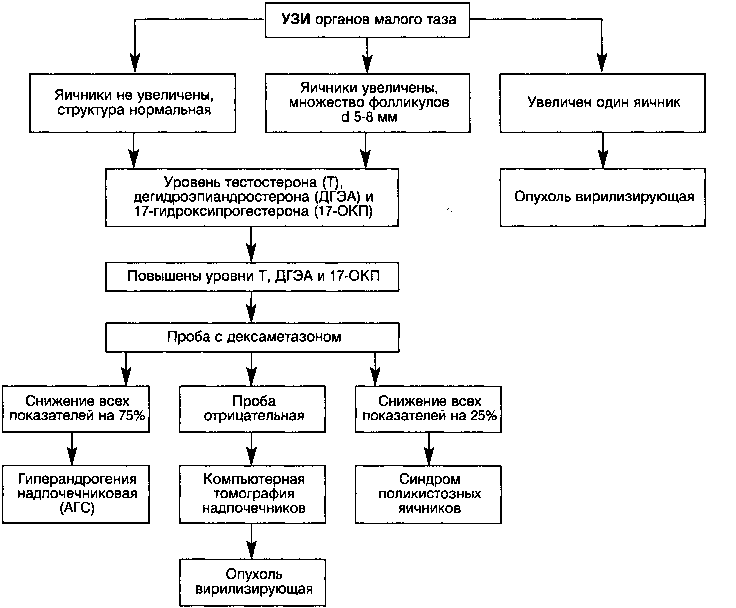 УЗИ органов малого таза
Яичники не увеличены,
структура нормальная
Яичники увеличены,
множество фолликулов
d 5-8 мм
Увеличен один яичник
Уровень тестостерона (Т),
дегидроэпиандростерона (ДГЭА) и
17-гидроксипрогестерона (17-ОКП)
Опухоль вирилизирующая
Повышены уровни Т, ДГЭА и 17-ОКП
Проба с дексаметазоном
Снижение всех
показателей на 75%
Проба
отрицательная
Снижение всех
показателей на 25%
Гиперандрогения
надпочечниковая
(АГС)
Компьютерная
томография
надпочечников
Синдром
поликистозных
яичников
Опухоль
вирилизирующая